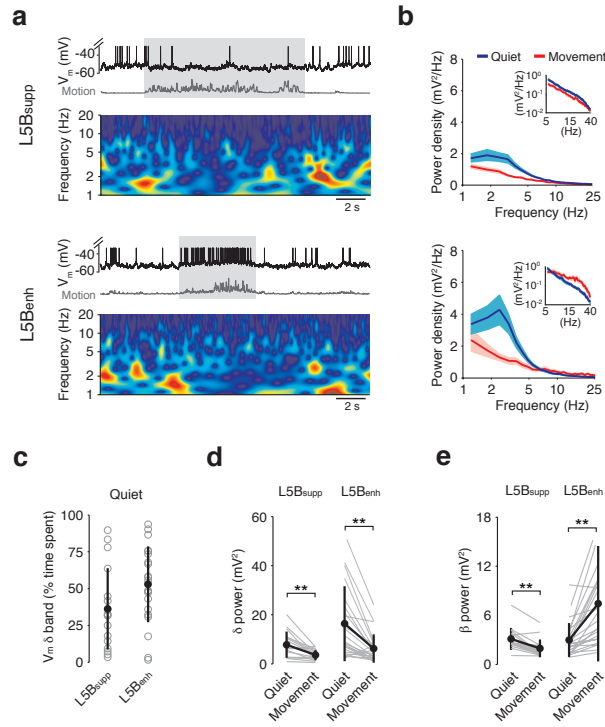 a
L5Bsupp
Vm (mV)
-40
-60
Motion
Frequency (Hz)
20
10
5
2
1
2 s
L5Benh
Vm (mV)
-40
-60
Motion
Frequency (Hz)
20
10
5
2
1
2 s
b
Quiet Movement
Power density (mV²/Hz)
8
6
4
2
0
1 2 5 10 25
Frequency (Hz)
(mV²/Hz)
10⁰
10⁻¹
10⁻²
5 40
(Hz)
Power density (mV²/Hz)
8
6
4
2
0
1 2 5 10 25
Frequency (Hz)
(mV²/Hz)
10⁰
10⁻¹
10⁻²
5 40
(Hz)
c
Quiet
Vm δ band (% time spent)
100
75
50
25
0
L5Bsupp
L5Benh
d
L5Bsupp L5Benh
δ power (mV²)
60
40
20
0
** **
Quiet Movement Quiet Movement
e
L5Bsupp L5Benh
β power (mV²)
18
12
6
0
** **
Quiet Movement Quiet Movement